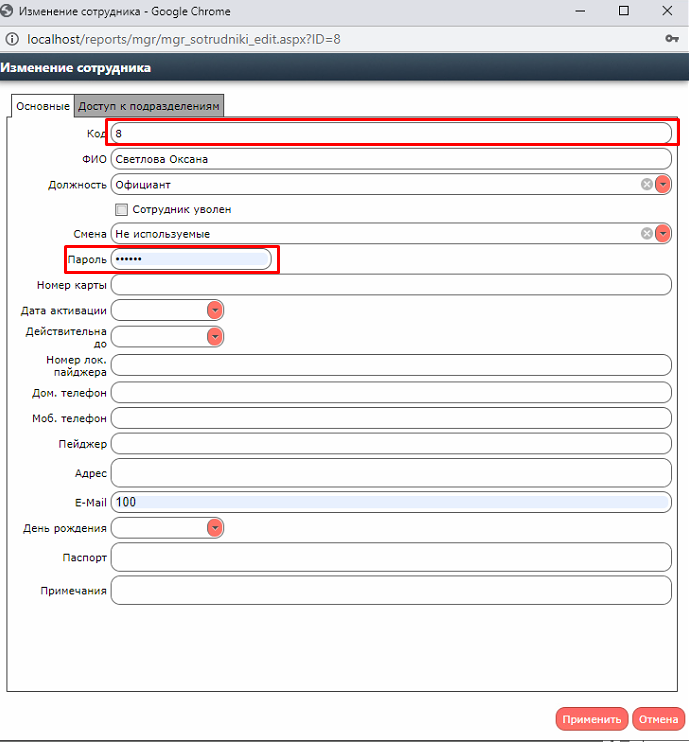 Изменение сотрудника - Google Chrome
localhost/reports/mgr/mgr_sotrudniki_edit.aspx?ID=8
Изменение сотрудника
Основные Доступ к подразделениям
Код 8
ФИО Светлова Оксана
Должность Официант
Сотрудник уволен
Смена Не используемые
Пароль ••••••
Номер карты
Дата активации
Действительна
до
Номер лок.
пайджера
Дом. телефон
Моб. телефон
Пейджер
Адрес
E-Mail 100
День рождения
Паспорт
Примечания
Применить Отмена